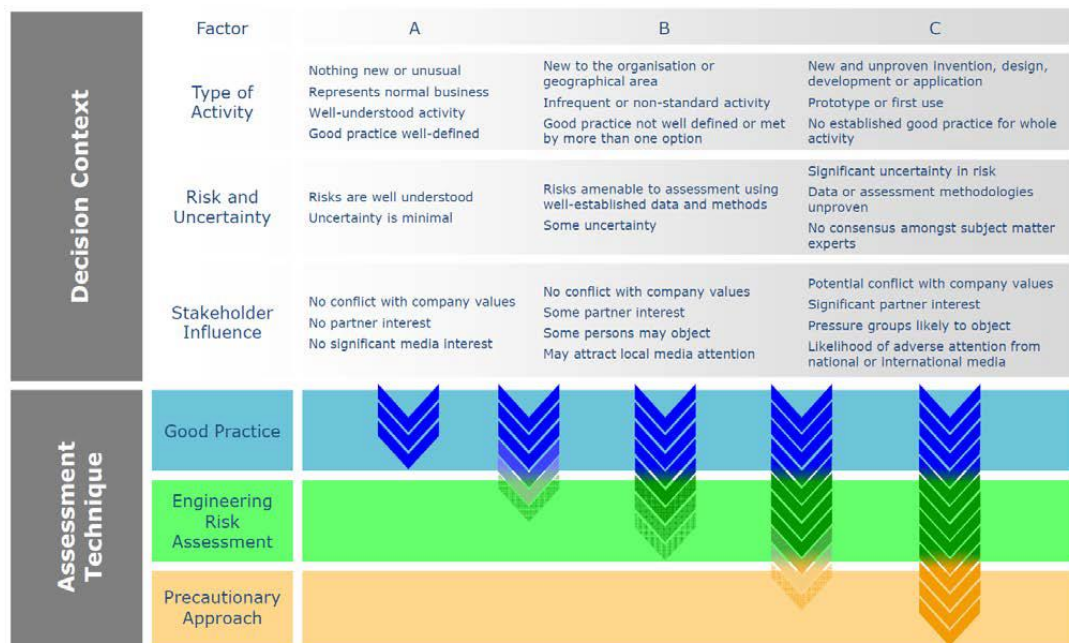 Decision Context
Factor
A
B
C
Type of
Activity
Nothing new or unusual
Represents normal business
Well-understood activity
Good practice well-defined
New to the organisation or
geographical area
Infrequent or non-standard activity
Good practice not well defined or met
by more than one option
New and unproven invention, design,
development or application
Prototype or first use
No established good practice for whole
activity
Risk and
Uncertainty
Risks are well understood
Uncertainty is minimal
Risks amenable to assessment using
well-established data and methods
Some uncertainty
Significant uncertainty in risk
Data or assessment methodologies
unproven
No consensus amongst subject matter
experts
Stakeholder
Influence
No conflict with company values
No partner interest
No significant media interest
No conflict with company values
Some partner interest
Some persons may object
May attract local media attention
Potential conflict with company values
Significant partner interest
Pressure groups likely to object
Likelihood of adverse attention from
national or international media
Assessment
Technique
Good Practice
Engineering
Risk
Assessment
Precautionary
Approach